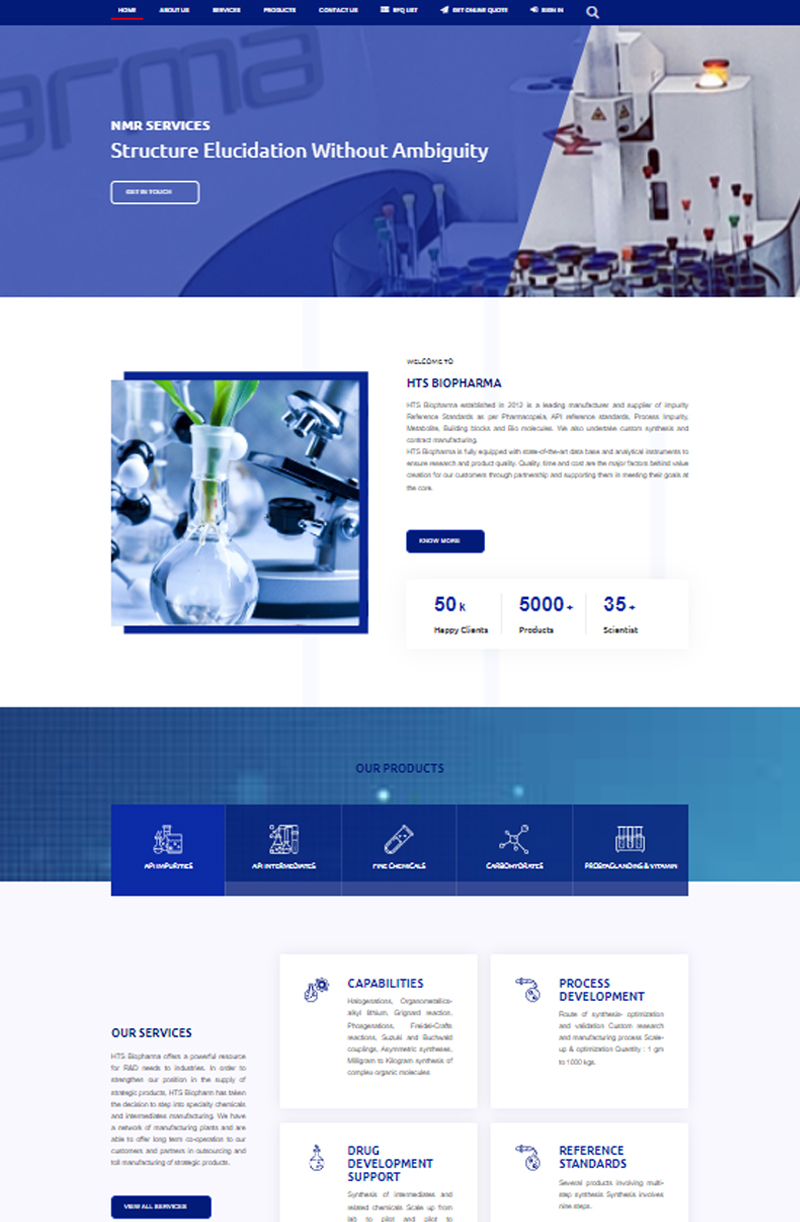 HOME ABOUT US SERVICES PRODUCTS CONTACT US RFQ LIST GET ONLINE QUOTE SIGN IN
arma
NMR SERVICES
Structure Elucidation Without Ambiguity
GET IN TOUCH
WELCOME TO
HTS BIOPHARMA
HTS Biopharma established in 2012 is a leading manufacturer and supplier of Impurity
Reference Standards as per Pharmacopeia, API reference standards, Process Impurity,
Metabolite, Building blocks and Bio molecules. We also undertake custom synthesis and
contract manufacturing.
HTS Biopharma is fully equipped with state-of-the-art data base and analytical instruments to
ensure research and product quality. Quality, time and cost are the major factors behind value
creation for our customers through partnership and supporting them in meeting their goals at
the core.
KNOW MORE
50 k
Happy Clients
5000 +
Products
35 +
Scientist
OUR PRODUCTS
API IMPURITIES
API INTERMEDIATES
FINE CHEMICALS
CARBOHYDRATES
PROSTAGLANDING & VITAMIN
OUR SERVICES
HTS Biopharma offers a powerful resource
for R&D needs to industries. In order to
strengthen our position in the supply of
strategic products, HTS Biopharm has taken
the decision to step into specialty chemicals
and intermediates manufacturing. We have
a network of manufacturing plants and are
able to offer long term co-operation to our
customers and partners in outsourcing and
toll manufacturing of strategic products.
VIEW ALL SERVICES
CAPABILITIES
Halogenations, Organometallics-
alkyl lithium, Grignard reaction,
Phosgenations, Freidel-Crafts
reactions, Suzuki and Buchwald
couplings, Asymmetric syntheses,
Milligram to Kilogram synthesis of
complex organic molecules
PROCESS
DEVELOPMENT
Route of synthesis- optimization
and validation Custom research
and manufacturing process Scale-
up & optimization Quantity : 1 gm
to 1000 kgs.
DRUG
DEVELOPMENT
SUPPORT
Synthesis of intermediates and
related chemicals Scale up from
lab to pilot and pilot to
REFERENCE
STANDARDS
Several products involving multi-
step synthesis Synthesis involves
nine steps.